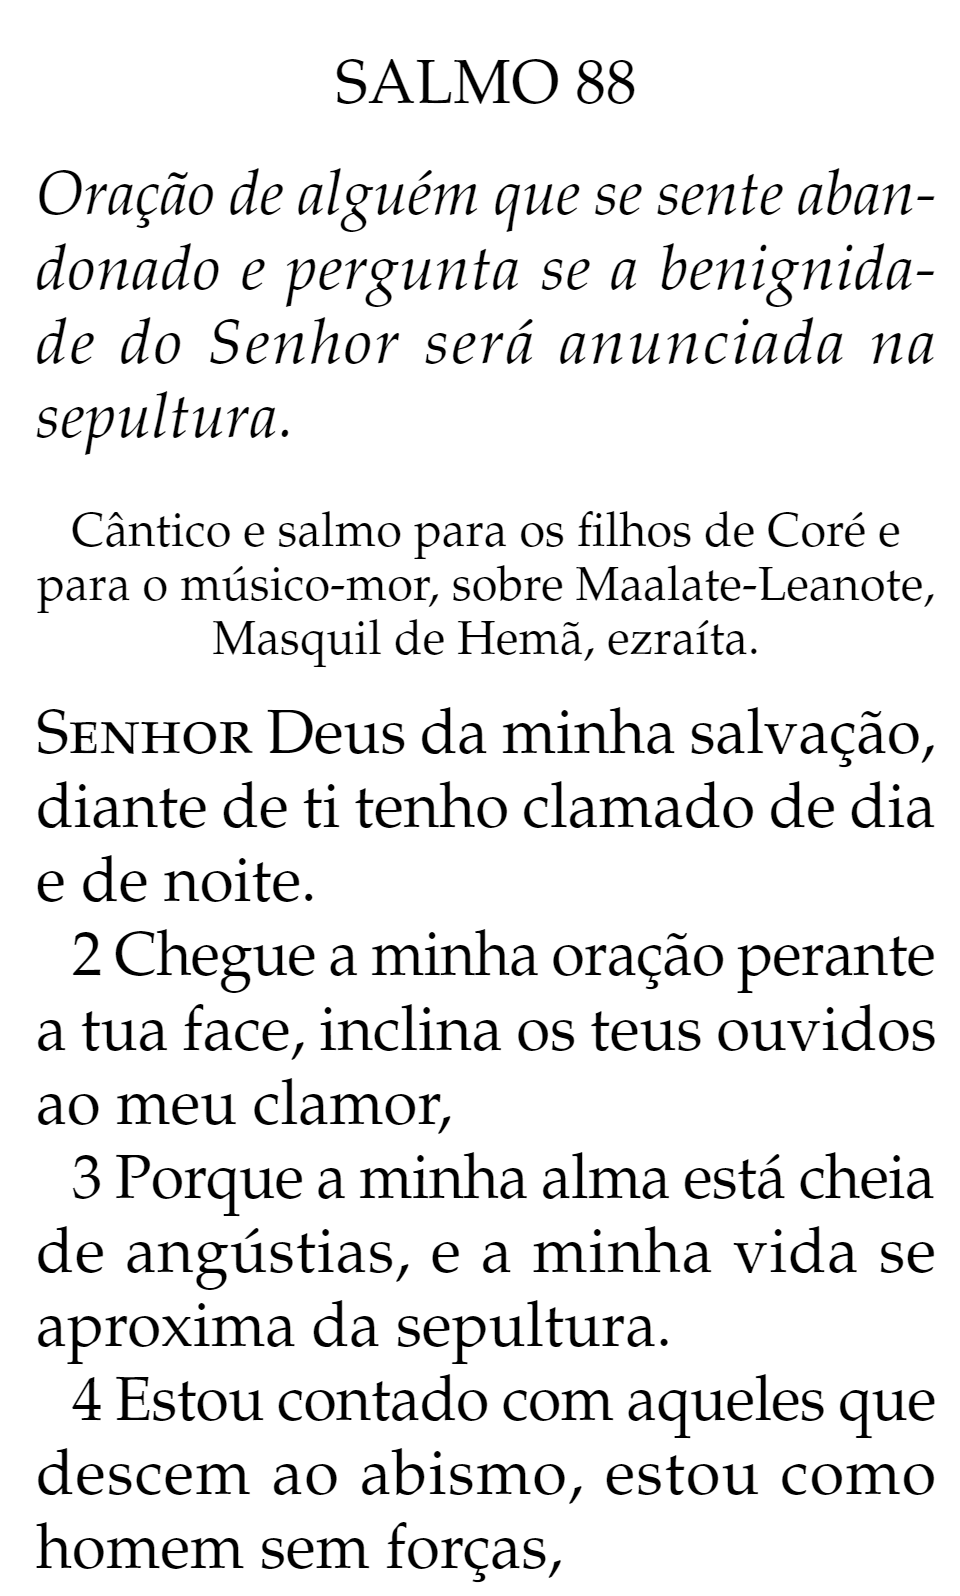 SALMO 88
Oração de alguém que se sente aban-
donado e pergunta se a benignida-
de do Senhor será anunciada na
sepultura.
Cântico e salmo para os filhos de Coré e
para o músico-mor, sobre Maalate-Leanote,
Masquil de Hemã, ezraíta.
SENHOR Deus da minha salvação,
diante de ti tenho clamado de dia
e de noite.
2 Chegue a minha oração perante
a tua face, inclina os teus ouvidos
ao meu clamor,
3 Porque a minha alma está cheia
de angústias, e a minha vida se
aproxima da sepultura.
4 Estou contado com aqueles que
descem ao abismo, estou como
homem sem forças,